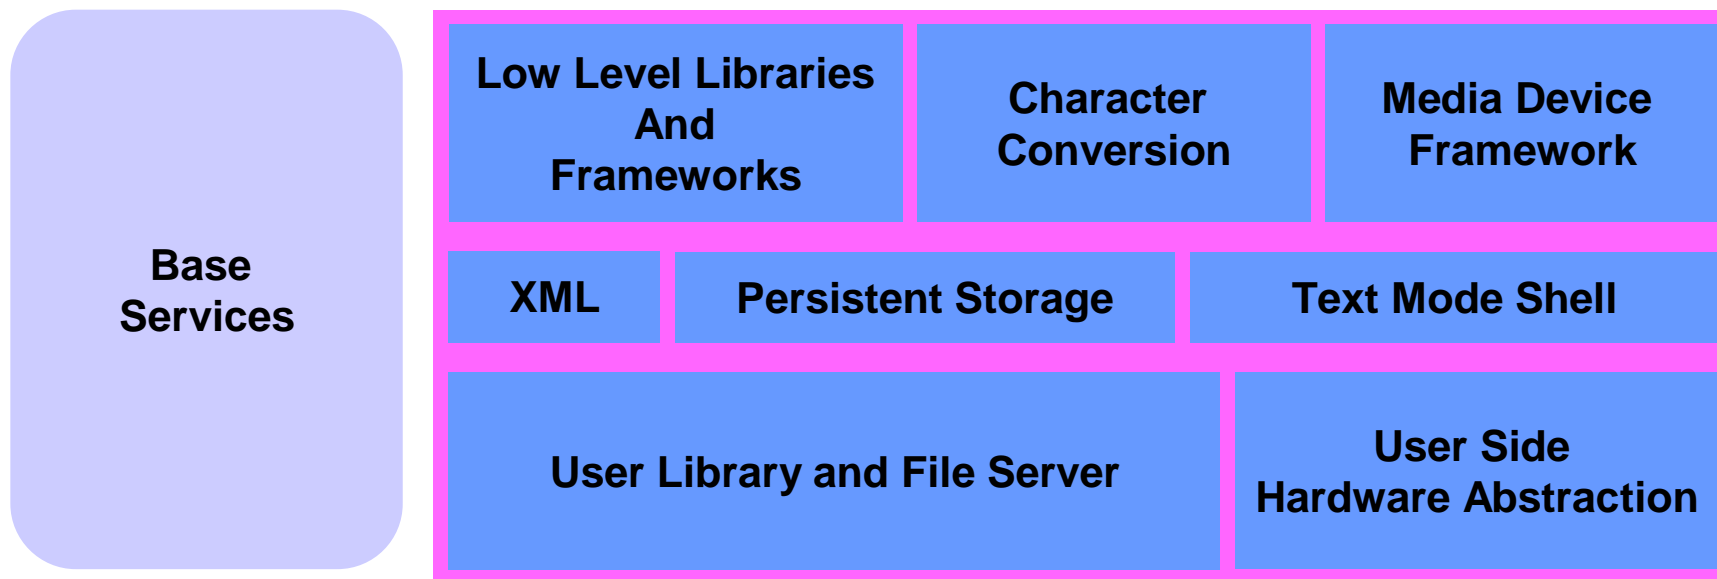 Base
Services
Low Level Libraries
And
Frameworks
Character
Conversion
Media Device
Framework
XML
Persistent Storage
Text Mode Shell
User Library and File Server
User Side
Hardware Abstraction